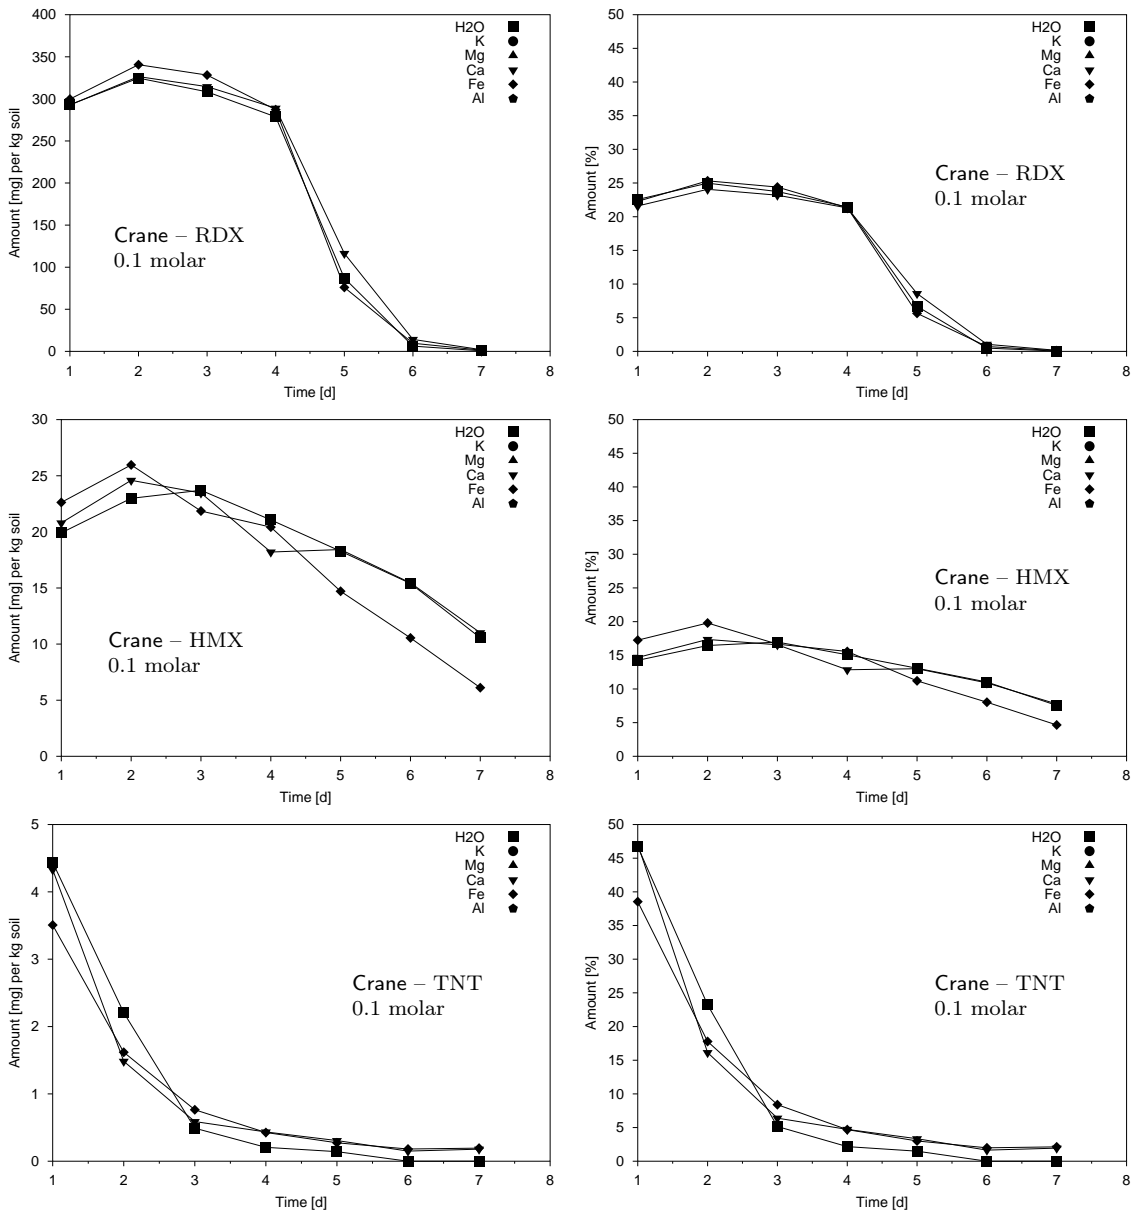 400
350
300
250
200
150
100
50
0
Amount [mg] per kg soil
H2O
K
Mg
Ca
Fe
Al
Crane – RDX
0.1 molar
1 2 3 4 5 6 7 8
Time [d]
50
45
40
35
30
25
20
15
10
5
0
Amount [%]
H2O
K
Mg
Ca
Fe
Al
Crane – RDX
0.1 molar
1 2 3 4 5 6 7 8
Time [d]
30
25
20
15
10
5
0
Amount [mg] per kg soil
H2O
K
Mg
Ca
Fe
Al
Crane – HMX
0.1 molar
1 2 3 4 5 6 7 8
Time [d]
50
45
40
35
30
25
20
15
10
5
0
Amount [%]
H2O
K
Mg
Ca
Fe
Al
Crane – HMX
0.1 molar
1 2 3 4 5 6 7 8
Time [d]
5
4
3
2
1
0
Amount [mg] per kg soil
H2O
K
Mg
Ca
Fe
Al
Crane – TNT
0.1 molar
1 2 3 4 5 6 7 8
Time [d]
50
45
40
35
30
25
20
15
10
5
0
Amount [%]
H2O
K
Mg
Ca
Fe
Al
Crane – TNT
0.1 molar
1 2 3 4 5 6 7 8
Time [d]